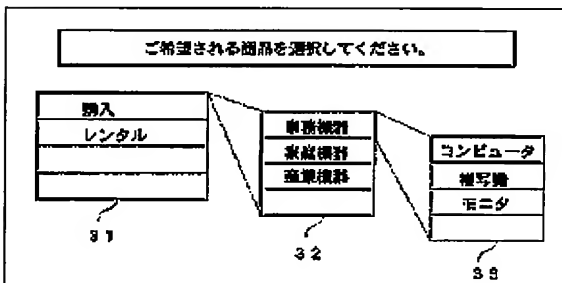 ご希望される商品を選択してください。
購入
レンタル
事務機器
家庭機器
産業機器
コンピュータ
複写機
モニタ
31
32
33